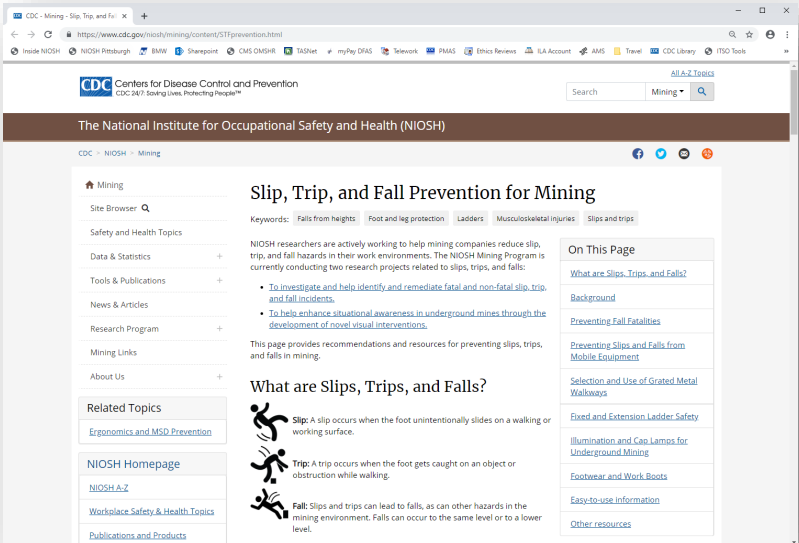 CDC - Mining - Slip, Trip, and Fall
https://www.cdc.gov/niosh/mining/content/STFprevention.html
Inside NIOSH NIOSH Pittsburgh BMW Sharepoint CMS OMSHR TASNet myPay DFAS Telework PMAS Ethics Reviews ILA Account AMS Travel CDC Library ITSO Tools »
All A-Z Topics
CDC Centers for Disease Control and Prevention
CDC 24/7: Saving Lives, Protecting People™
Search Mining
The National Institute for Occupational Safety and Health (NIOSH)
CDC > NIOSH > Mining
Mining
Site Browser
Safety and Health Topics
Data & Statistics +
Tools & Publications +
News & Articles
Research Program +
Mining Links
About Us +
Related Topics
Ergonomics and MSD Prevention
NIOSH Homepage
NIOSH A-Z
Workplace Safety & Health Topics
Publications and Products
Slip, Trip, and Fall Prevention for Mining
Keywords: Falls from heights Foot and leg protection Ladders Musculoskeletal injuries Slips and trips
NIOSH researchers are actively working to help mining companies reduce slip,
trip, and fall hazards in their work environments. The NIOSH Mining Program is
currently conducting two research projects related to slips, trips, and falls:
• To investigate and help identify and remediate fatal and non-fatal slip, trip,
and fall incidents.
• To help enhance situational awareness in underground mines through the
development of novel visual interventions.
This page provides recommendations and resources for preventing slips, trips,
and falls in mining.
What are Slips, Trips, and Falls?
Slip: A slip occurs when the foot unintentionally slides on a walking or
working surface.
Trip: A trip occurs when the foot gets caught on an object or
obstruction while walking.
Fall: Slips and trips can lead to falls, as can other hazards in the
mining environment. Falls can occur to the same level or to a lower
level.
On This Page
What are Slips, Trips, and Falls?
Background
Preventing Fall Fatalities
Preventing Slips and Falls from
Mobile Equipment
Selection and Use of Grated Metal
Walkways
Fixed and Extension Ladder Safety
Illumination and Cap Lamps for
Underground Mining
Footwear and Work Boots
Easy-to-use information
Other resources